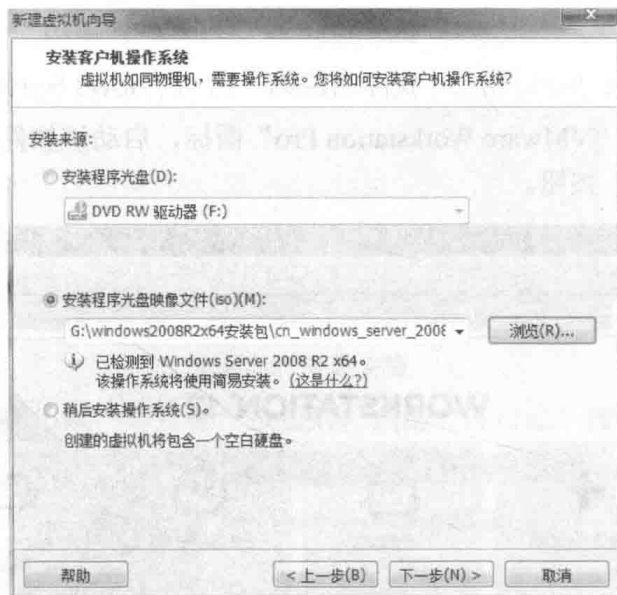 新建虚拟机向导
安装客户机操作系统
虚拟机如同物理机，需要操作系统。您将如何安装客户机操作系统?
安装来源:
安装程序光盘(D):
DVD RW 驱动器 (F:)
安装程序光盘映像文件(iso)(M):
G:\windows2008R2x64安装包\cn_windows_server_2008
浏览(R)...
已检测到 Windows Server 2008 R2 x64。
该操作系统将使用简易安装。(这是什么?)
稍后安装操作系统(S)。
创建的虚拟机将包含一个空白硬盘。
帮助
< 上一步(B)
下一步(N) >
取消